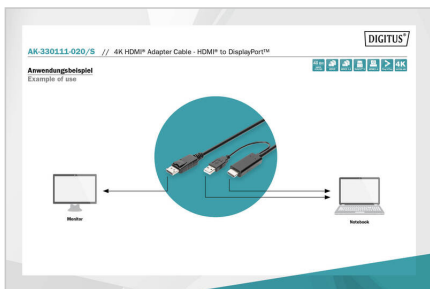 DIGITUS®
AK-330111-020/S // 4K HDMI® Adapter Cable - HDMI® to DisplayPort™
Anwendungsbeispiel
Example of use
4K
Monitor
Notebook